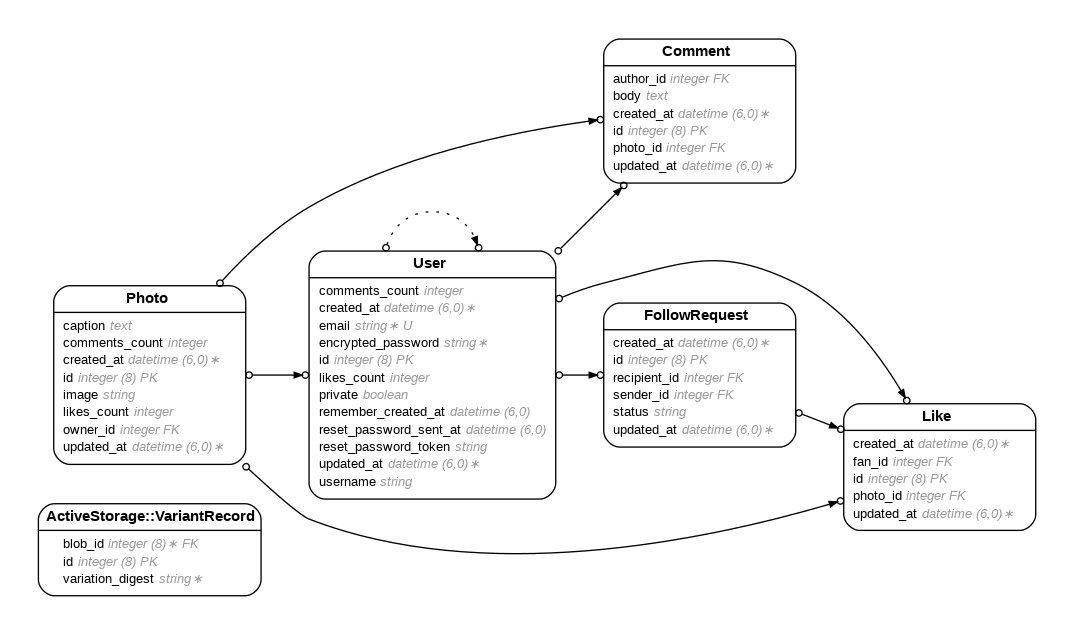 Comment
author_id integer FK
body text
created_at datetime (6,0)∗
id integer (8) PK
photo_id integer FK
updated_at datetime (6,0)∗
User
comments_count integer
created_at datetime (6,0)∗
email string∗ U
encrypted_password string∗
id integer (8) PK
likes_count integer
private boolean
remember_created_at datetime (6,0)
reset_password_sent_at datetime (6,0)
reset_password_token string
updated_at datetime (6,0)∗
username string
Photo
caption text
comments_count integer
created_at datetime (6,0)∗
id integer (8) PK
image string
likes_count integer
owner_id integer FK
updated_at datetime (6,0)∗
FollowRequest
created_at datetime (6,0)∗
id integer (8) PK
recipient_id integer FK
sender_id integer FK
status string
updated_at datetime (6,0)∗
Like
created_at datetime (6,0)∗
fan_id integer FK
id integer (8) PK
photo_id integer FK
updated_at datetime (6,0)∗
ActiveStorage::VariantRecord
blob_id integer (8)∗ FK
id integer (8) PK
variation_digest string∗